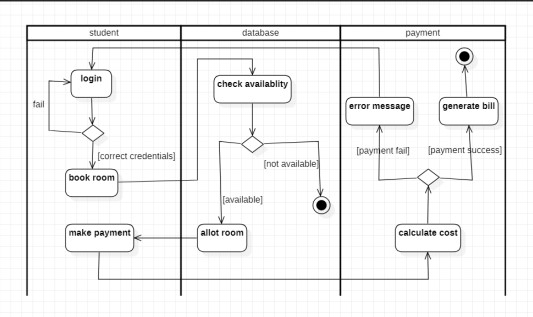 student
database
payment
login
check availablity
fail
error message
generate bill
[correct credentials]
[not available]
[payment fail]
[payment success]
book room
[available]
make payment
allot room
calculate cost